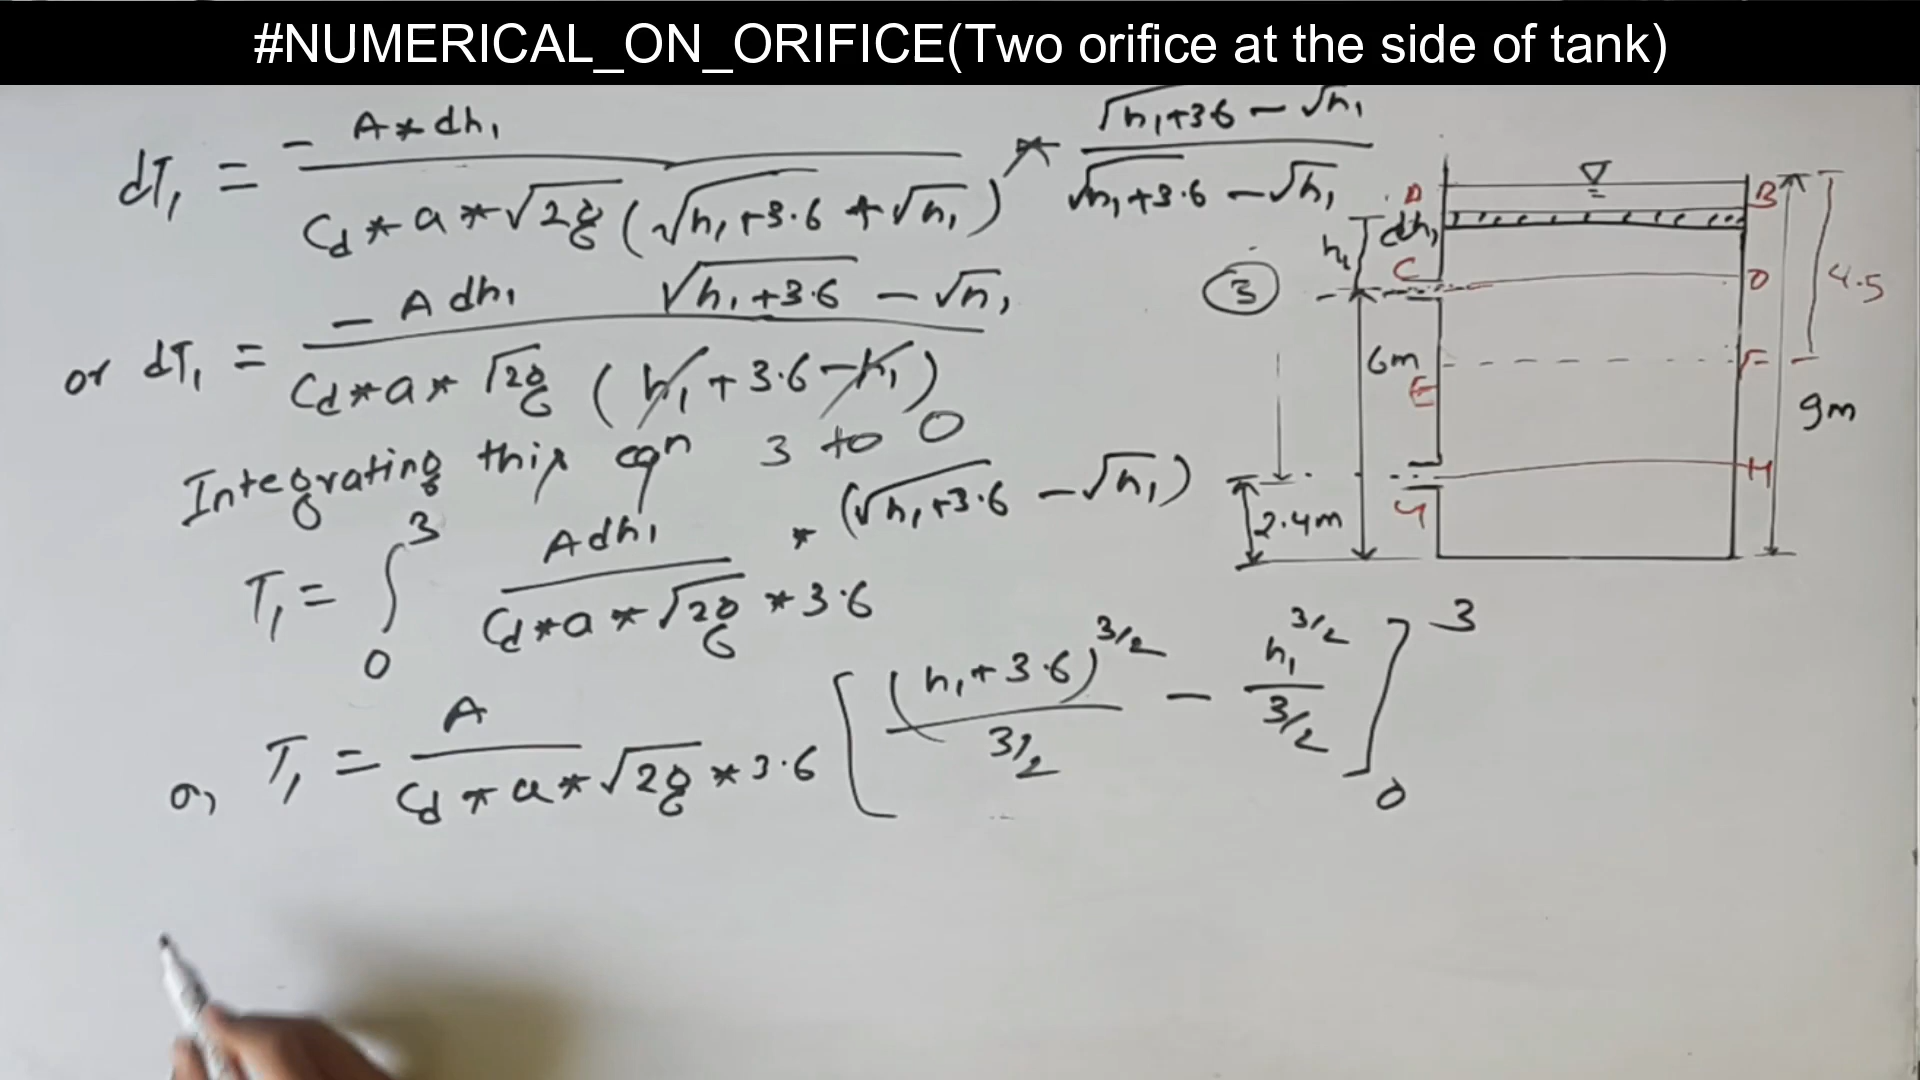 #NUMERICAL_ON_ORIFICE(Two orifice at the side of tank)
dT₁ = - A*dh₁ / Cd*a*√2g(√h₁+3.6 + √h₁) * √h₁+3.6 - √h₁ / √h₁+3.6 - √h₁
or dT₁ = - Adh₁ √h₁+3.6 - √h₁ / Cd*a*√2g (h₁+3.6-h₁)
Integrating this eqn 3 to 0
T₁ = ∫₀³ Adh₁ / Cd*a*√2g*3.6 * (√h₁+3.6 - √h₁)
or, T₁ = A / Cd*a*√2g*3.6 [(h₁+3.6)^3/2 / 3/2 - h₁^3/2 / 3/2]₀³
3
B
dh₁
h₁
C
D
4.5
6m
E
F
9m
H
2.4m
G